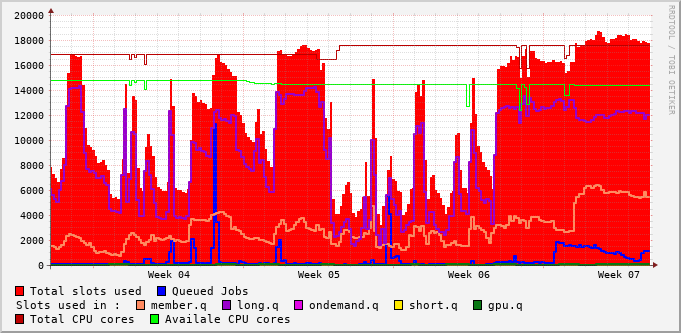 20000
18000
16000
14000
12000
10000
8000
6000
4000
2000
0
Week 04 Week 05 Week 06 Week 07
RRDTOOL / TOBI OETIKER
Total slots used Queued Jobs
Slots used in : member.q long.q ondemand.q short.q gpu.q
Total CPU cores Availale CPU cores